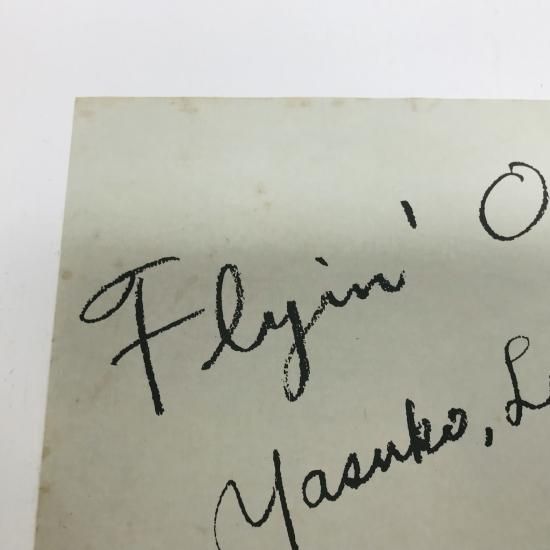 Flyin' O
Yasuko, L